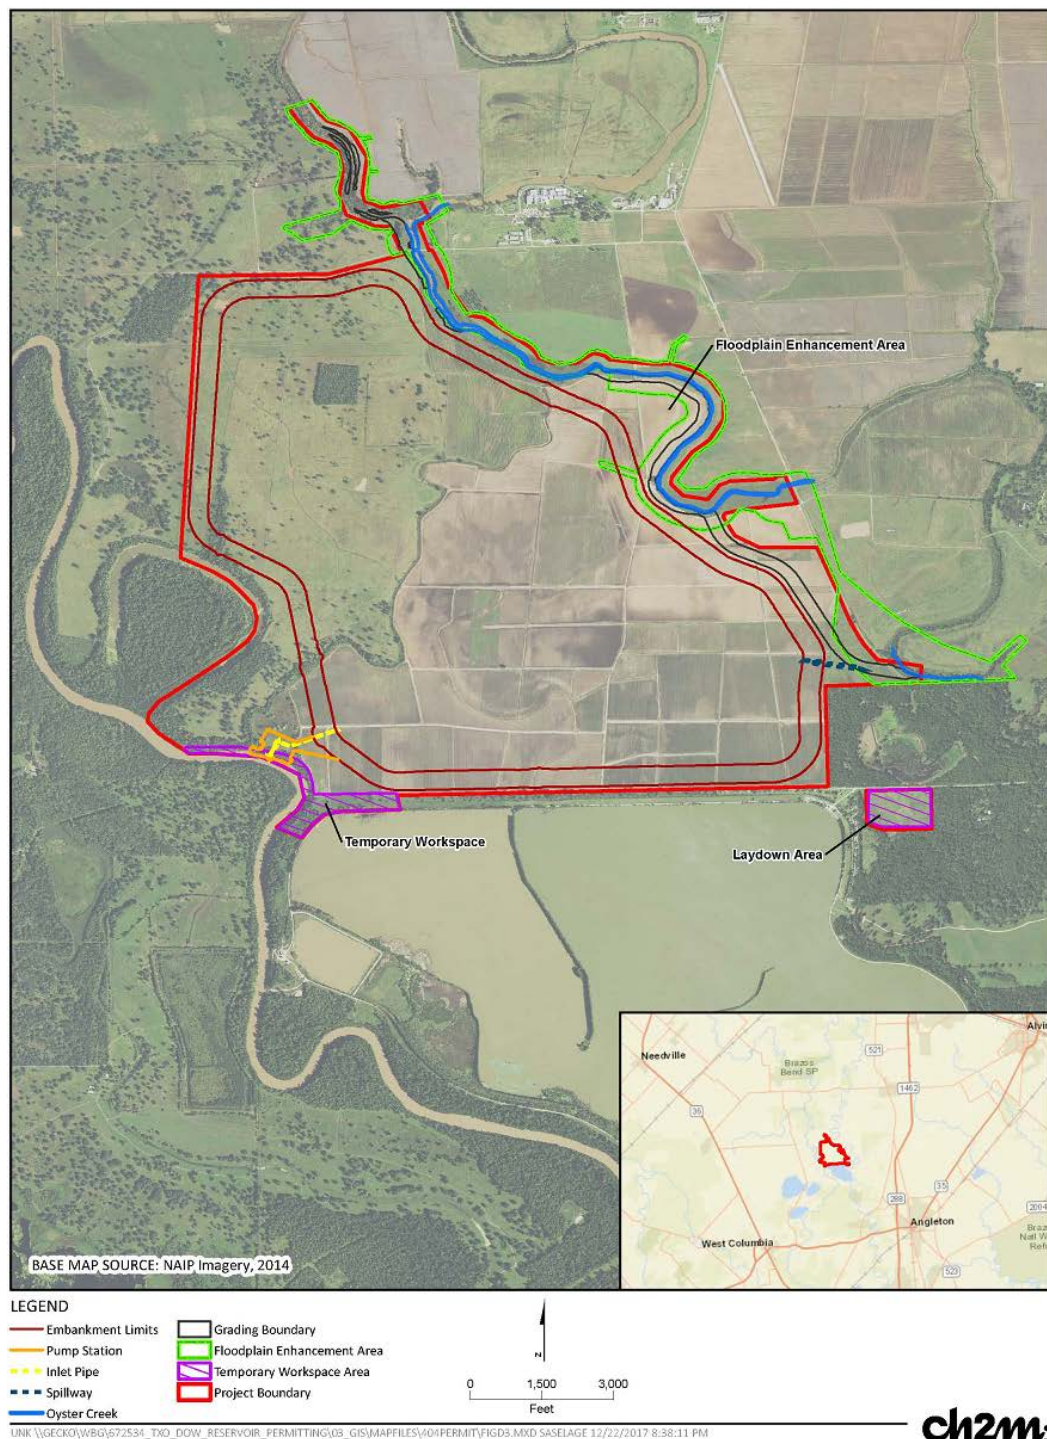 Floodplain Enhancement Area
Temporary Workspace
Laydown Area
Needville
Brazos
Bend SP
521
1462
36
35
288
2004
Angleton
West Columbia
523
BASE MAP SOURCE: NAIP Imagery, 2014
LEGEND
Embankment Limits
Pump Station
Inlet Pipe
Spillway
Oyster Creek
Grading Boundary
Floodplain Enhancement Area
Temporary Workspace Area
Project Boundary
N
0 1,500 3,000
Feet
UNK \\GECKO\WBG\672534_TXO_DOW_RESERVOIR_PERMITTING\03_GIS\MAPFILES\404PERMIT\FIGD3.MXD SASELAGE 12/22/2017 8:38:11 PM
ch2m